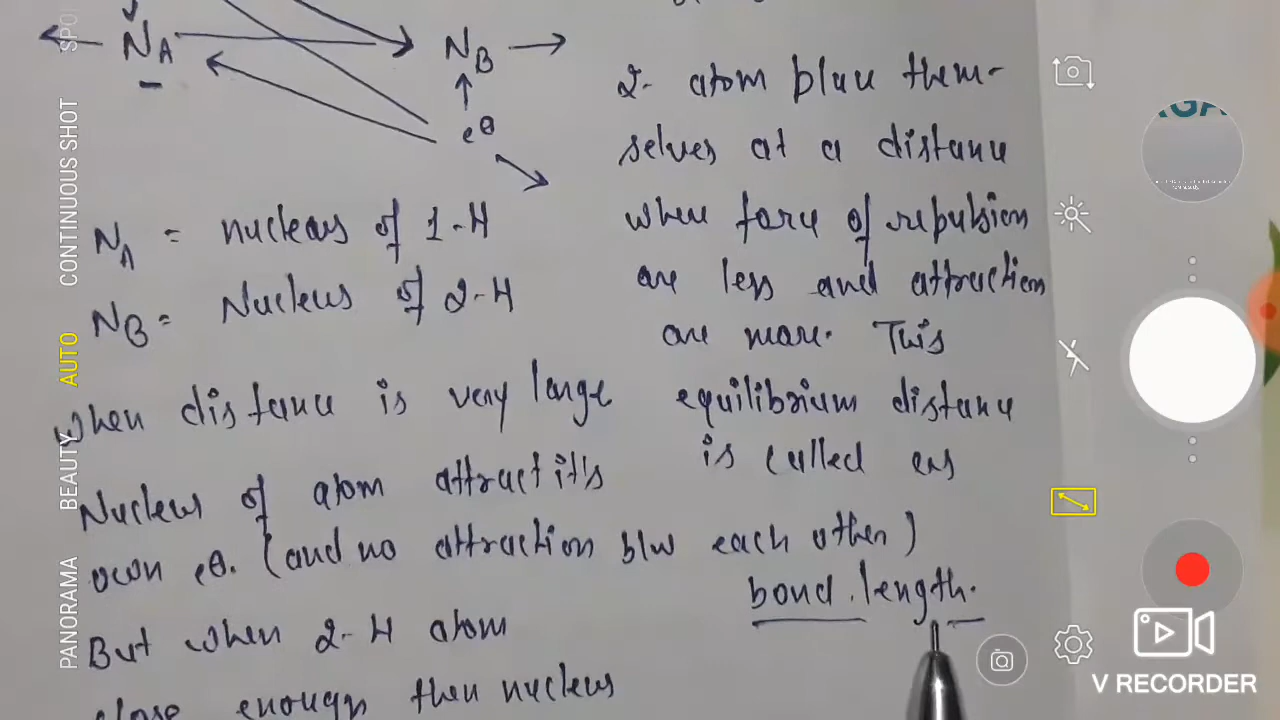 NA
NB
e⊖
NA = nucleus of 1-H
NB = Nucleus of 2-H
when distance is very large
Nucleus of atom attract it's
own e⊖. (and no attraction b/w each other)
But when 2-H atom
close enough then nucleus
2- atom them-
selves at a distance
when force of repulsion
are less and attraction
are more. This
equilibrium distance
is called as
bond length.
PANORAMA
BEAUTY
AUTO
CONTINUOUS SHOT
SPO
V RECORDER